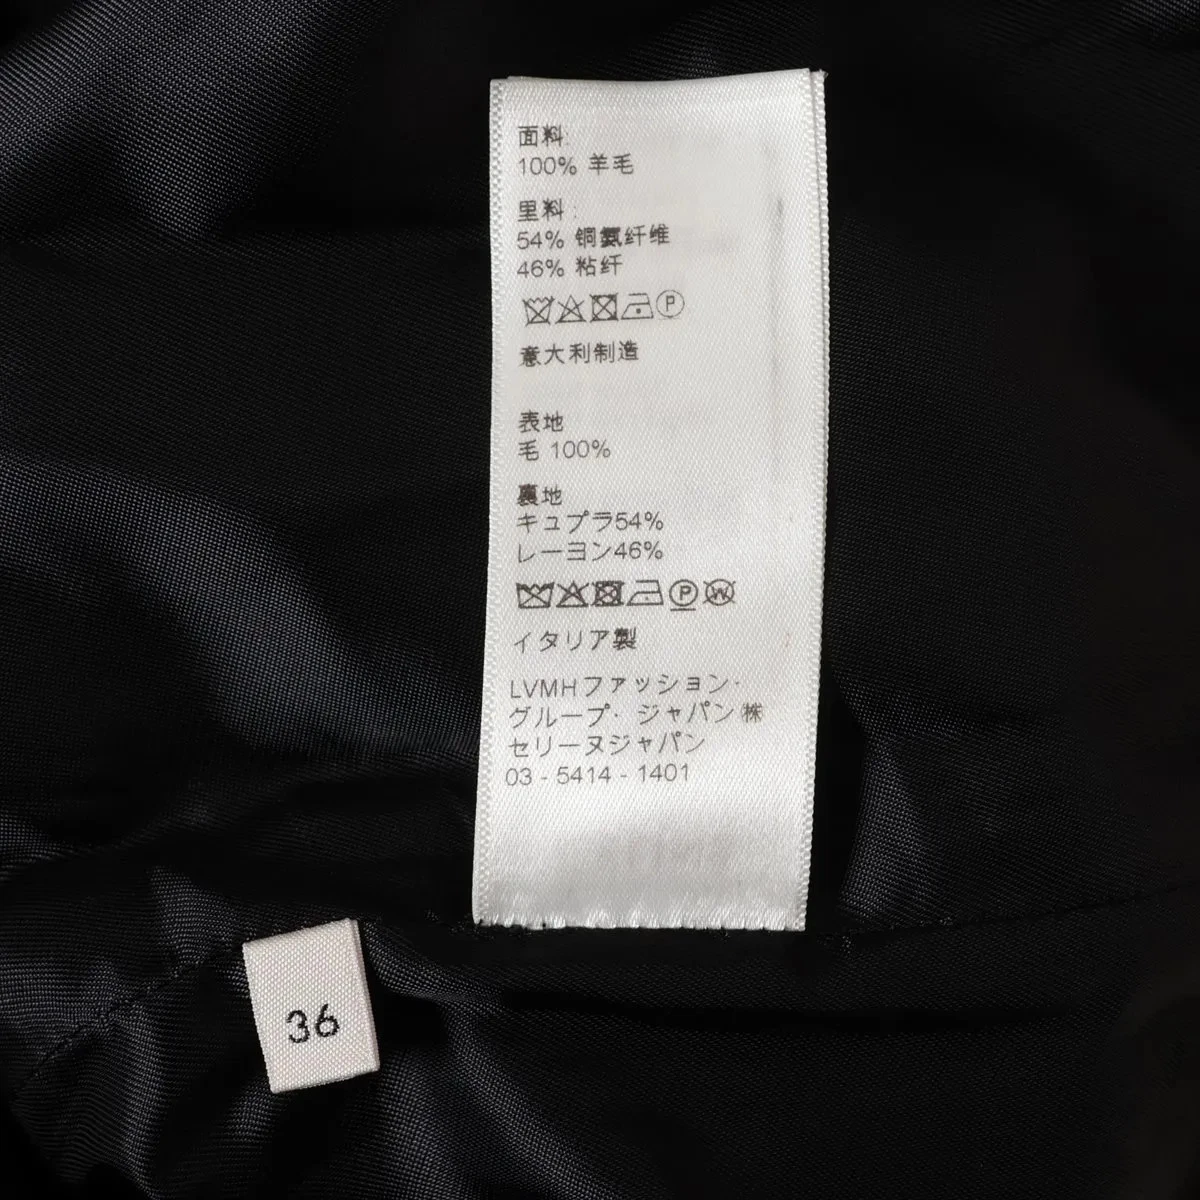 面料:
100% 羊毛
里料:
54% 铜氨纤维
46% 粘纤
P
意大利制造
表地
毛 100%
裏地
キュプラ54%
レーヨン46%
P W
イタリア製
LVMHファッション・
グループ・ジャパン㈱
セリーヌジャパン
03 - 5414 - 1401
36